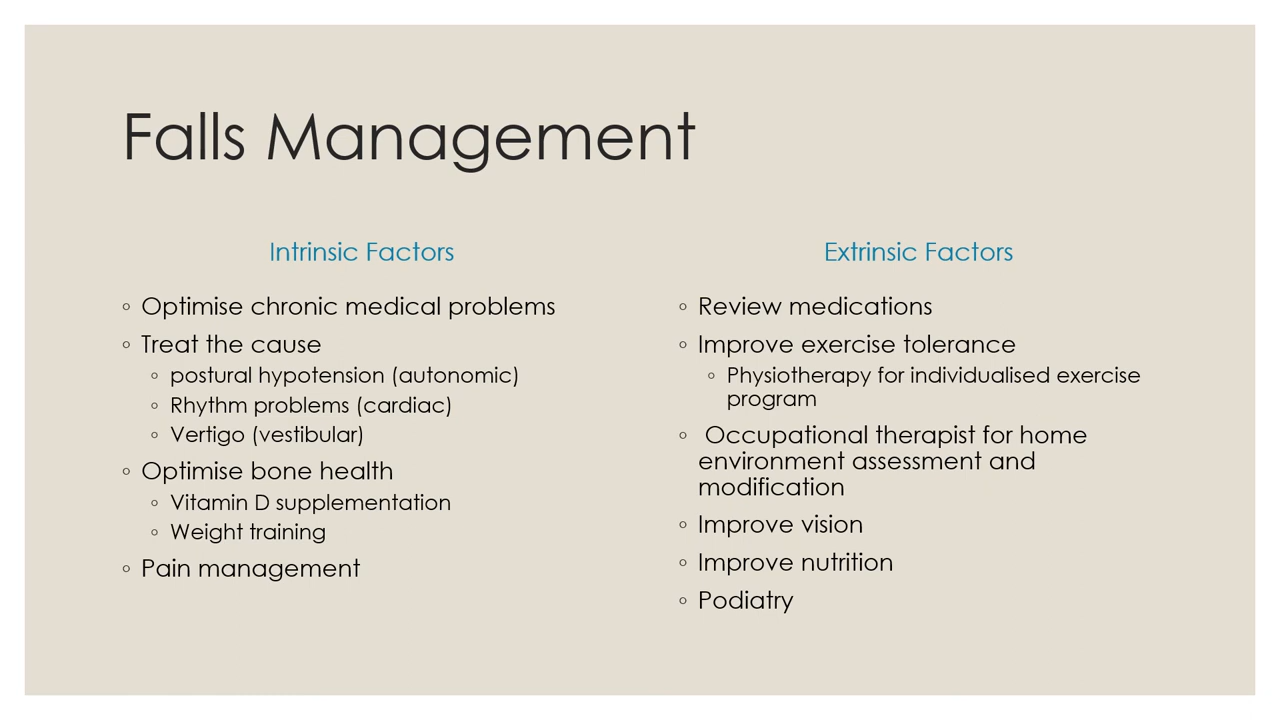 Falls Management
Intrinsic Factors
◦ Optimise chronic medical problems
◦ Treat the cause
◦ postural hypotension (autonomic)
◦ Rhythm problems (cardiac)
◦ Vertigo (vestibular)
◦ Optimise bone health
◦ Vitamin D supplementation
◦ Weight training
◦ Pain management
Extrinsic Factors
◦ Review medications
◦ Improve exercise tolerance
◦ Physiotherapy for individualised exercise
program
◦ Occupational therapist for home
environment assessment and
modification
◦ Improve vision
◦ Improve nutrition
◦ Podiatry